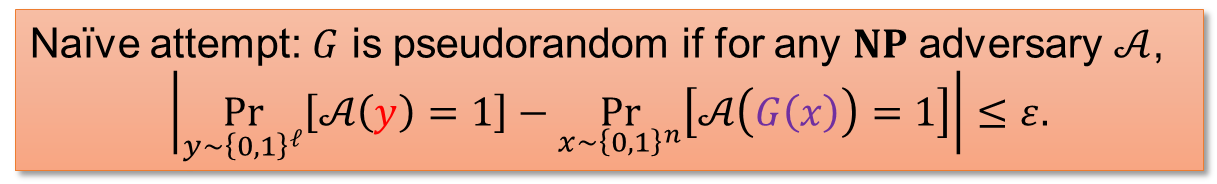 Naïve attempt: 𝐺 is pseudorandom if for any NP adversary 𝒜,
|Pr_{y~{0,1}^ℓ}[𝒜(y) = 1] − Pr_{x~{0,1}^n}[𝒜(G(x)) = 1]| ≤ ε.